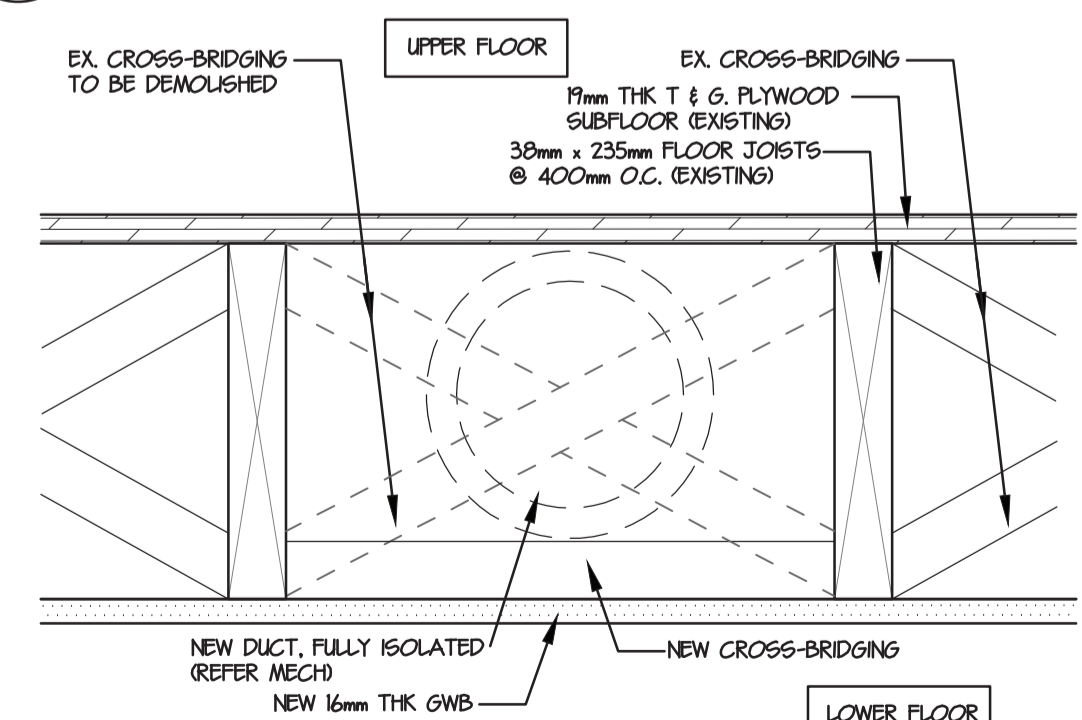 UPPER FLOOR
EX. CROSS-BRIDGING
TO BE DEMOLISHED
EX. CROSS-BRIDGING
19mm THK T & G. PLYWOOD
SUBFLOOR (EXISTING)
38mm x 235mm FLOOR JOISTS
@ 400mm O.C. (EXISTING)
NEW DUCT, FULLY ISOLATED
(REFER MECH)
NEW 16mm THK GWB
NEW CROSS-BRIDGING
LOWER FLOOR